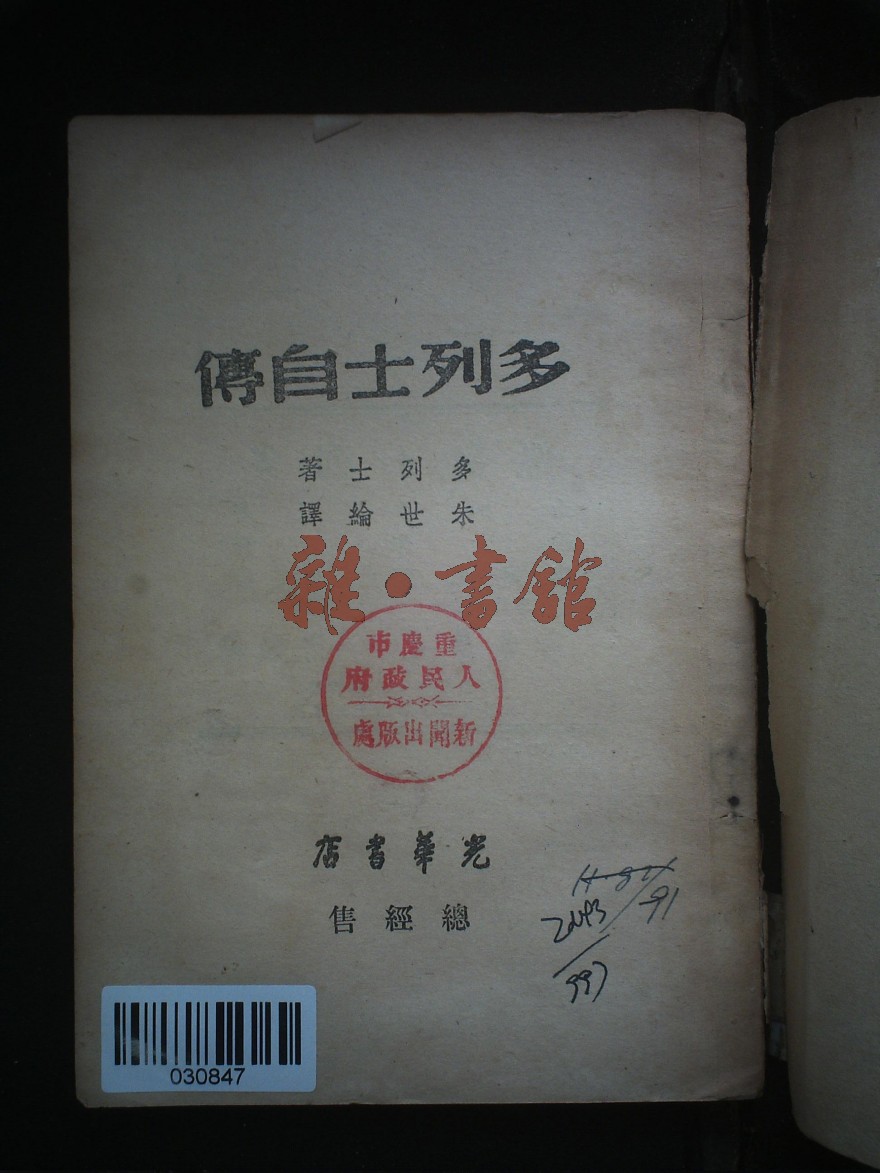 多列士自傳
多列士著
朱世綸譯
雜·書館
重慶市
人民政府
新聞出版處
光華書店
總經售
030847